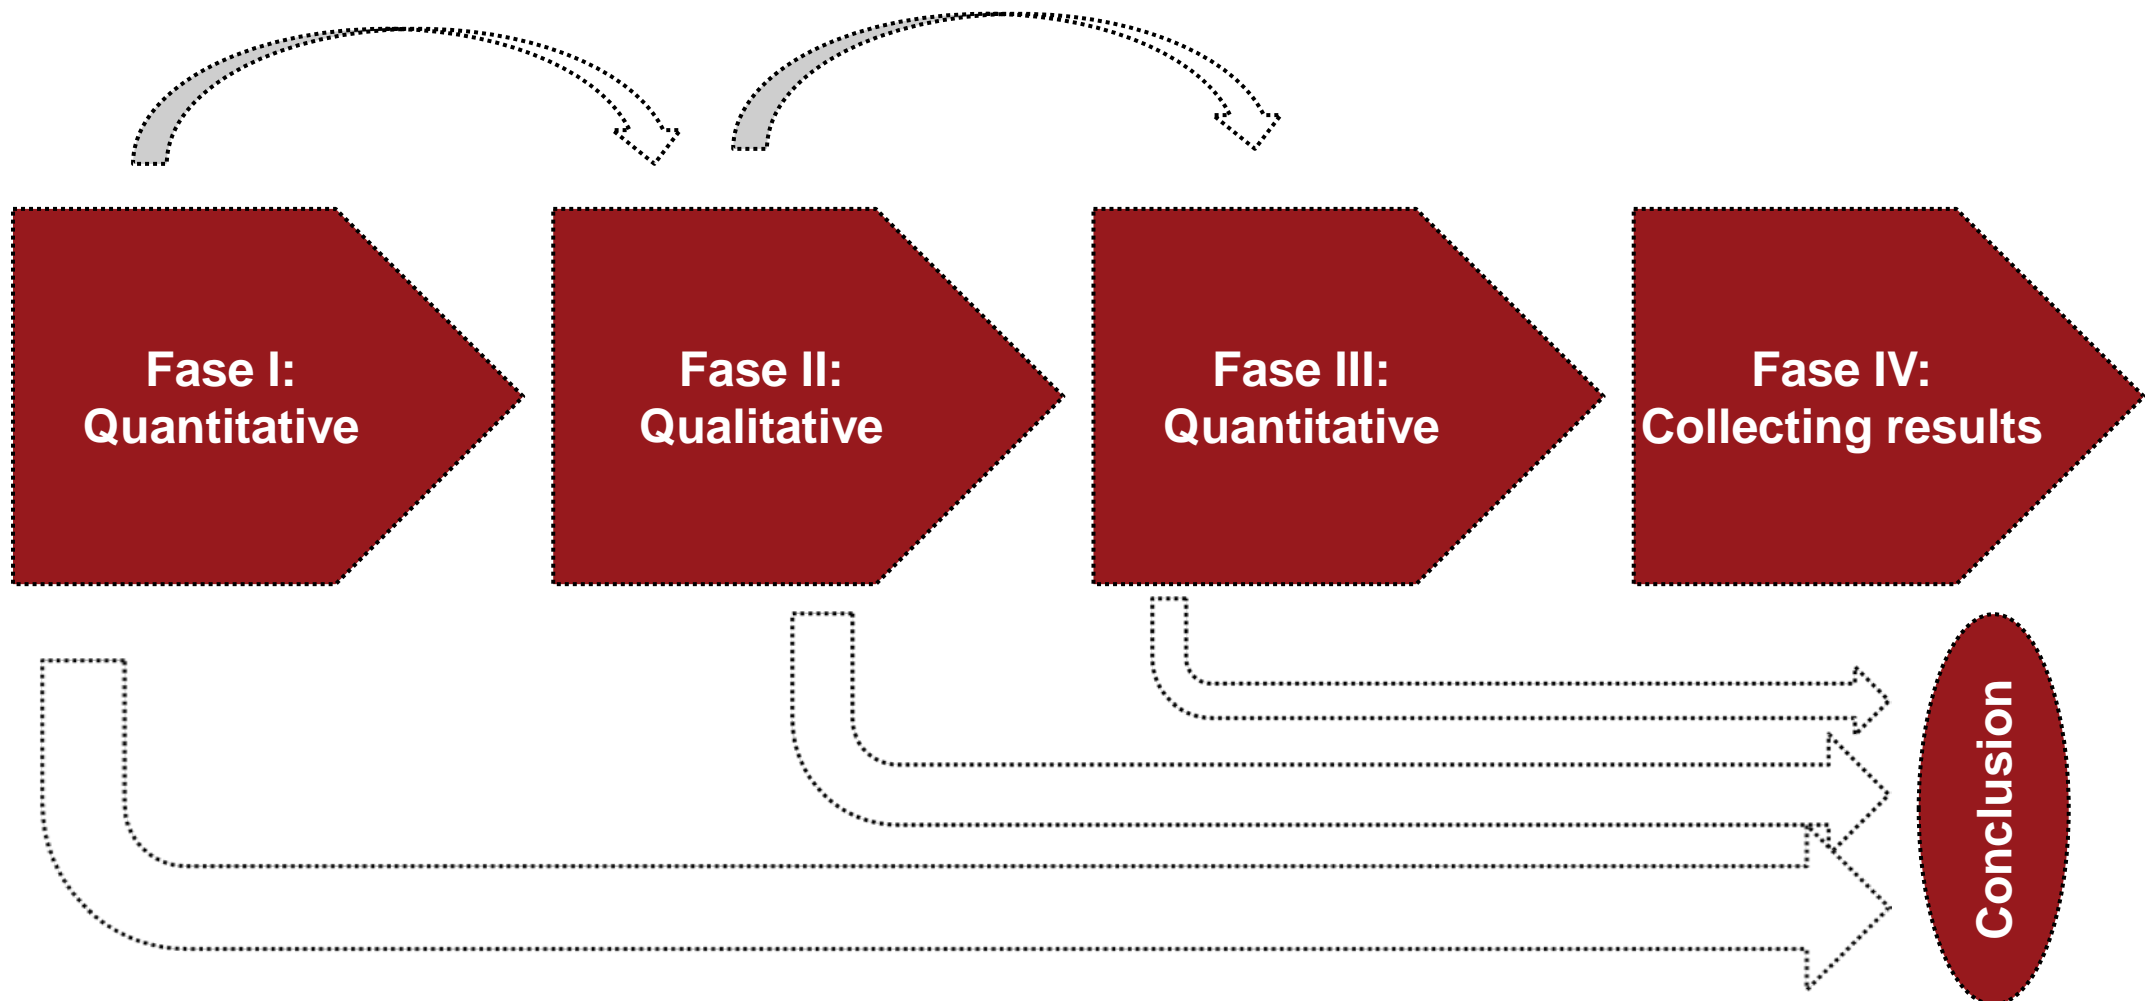 Fase I:
Quantitative
Fase II:
Qualitative
Fase III:
Quantitative
Fase IV:
Collecting results
Conclusion